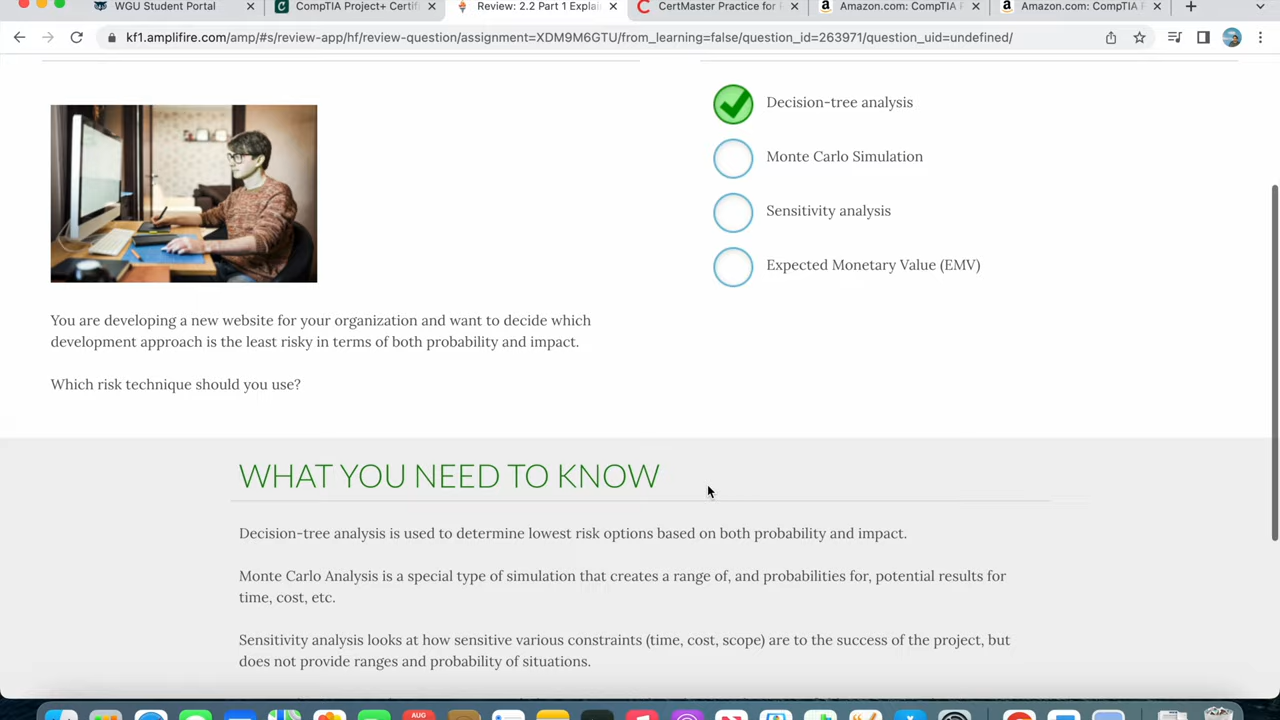 WGU Student Portal
CompTIA Project+ Certifi
Review: 2.2 Part 1 Explai
CertMaster Practice for
Amazon.com: CompTIA
Amazon.com: CompTIA
kf1.amplifire.com/amp/#s/review-app/hf/review-question/assignment=XDM9M6GTU/from_learning=false/question_id=263971/question_uid=undefined/
Decision-tree analysis
Monte Carlo Simulation
Sensitivity analysis
Expected Monetary Value (EMV)
You are developing a new website for your organization and want to decide which
development approach is the least risky in terms of both probability and impact.
Which risk technique should you use?
WHAT YOU NEED TO KNOW
Decision-tree analysis is used to determine lowest risk options based on both probability and impact.
Monte Carlo Analysis is a special type of simulation that creates a range of, and probabilities for, potential results for
time, cost, etc.
Sensitivity analysis looks at how sensitive various constraints (time, cost, scope) are to the success of the project, but
does not provide ranges and probability of situations.
AUG